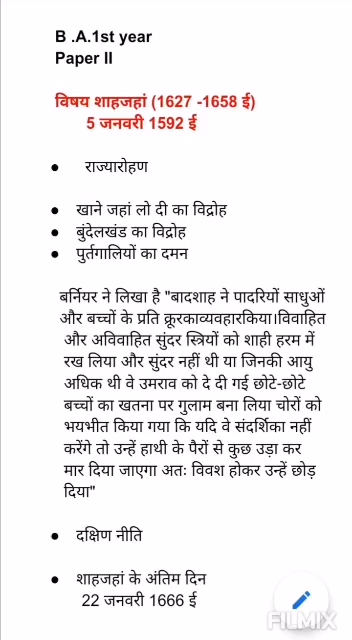 B .A.1st year
Paper II
विषय शाहजहां (1627 -1658 ई)
5 जनवरी 1592 ई
● राज्यारोहण
● खाने जहां लो दी का विद्रोह
● बुंदेलखंड का विद्रोह
● पुर्तगालियों का दमन
बर्नियर ने लिखा है "बादशाह ने पादरियों साधुओं
और बच्चों के प्रति क्रूरकाव्यवहारकिया।विवाहित
और अविवाहित सुंदर स्त्रियों को शाही हरम में
रख लिया और सुंदर नहीं थी या जिनकी आयु
अधिक थी वे उमराव को दे दी गई छोटे-छोटे
बच्चों का खतना पर गुलाम बना लिया चोरों को
भयभीत किया गया कि यदि वे संदर्शिका नहीं
करेंगे तो उन्हें हाथी के पैरों से कुछ उड़ा कर
मार दिया जाएगा अतः विवश होकर उन्हें छोड़
दिया"
● दक्षिण नीति
● शाहजहां के अंतिम दिन
22 जनवरी 1666 ई
FILMIX